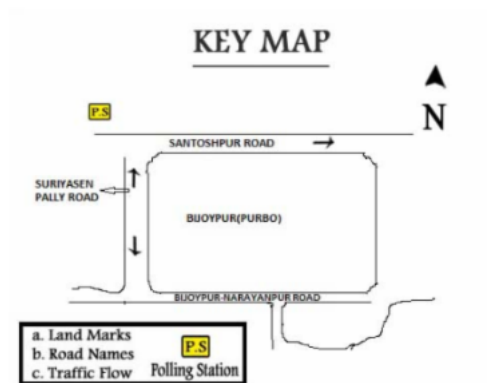 KEY MAP
N
P.S
SANTOSHPUR ROAD
SURIYASEN
PALLY ROAD
BIJOYPUR(PURBO)
BIJOYPUR-NARAYANPUR ROAD
a. Land Marks
b. Road Names
c. Traffic Flow
P.S
Polling Station